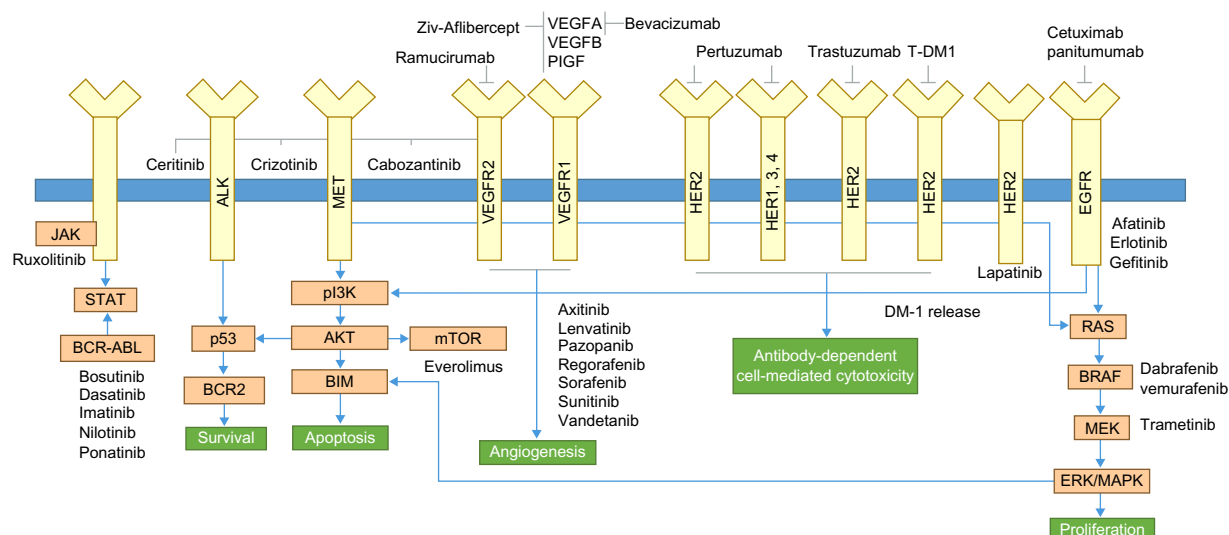 Ziv-Aflibercept
VEGFA
VEGFB
PIGF
Bevacizumab
Ramucirumab
Pertuzumab
Trastuzumab
T-DM1
Cetuximab
panitumumab
Ceritinib
Crizotinib
Cabozantinib
ALK
MET
VEGFR2
VEGFR1
HER2
HER1, 3, 4
HER2
HER2
HER2
EGFR
JAK
Ruxolitinib
STAT
BCR-ABL
Bosutinib
Dasatinib
Imatinib
Nilotinib
Ponatinib
p53
BCR2
Survival
pI3K
AKT
mTOR
Everolimus
BIM
Apoptosis
Axitinib
Lenvatinib
Pazopanib
Regorafenib
Sorafenib
Sunitinib
Vandetanib
Angiogenesis
DM-1 release
Antibody-dependent
cell-mediated cytotoxicity
Lapatinib
Afatinib
Erlotinib
Gefitinib
RAS
BRAF
Dabrafenib
vemurafenib
MEK
Trametinib
ERK/MAPK
Proliferation